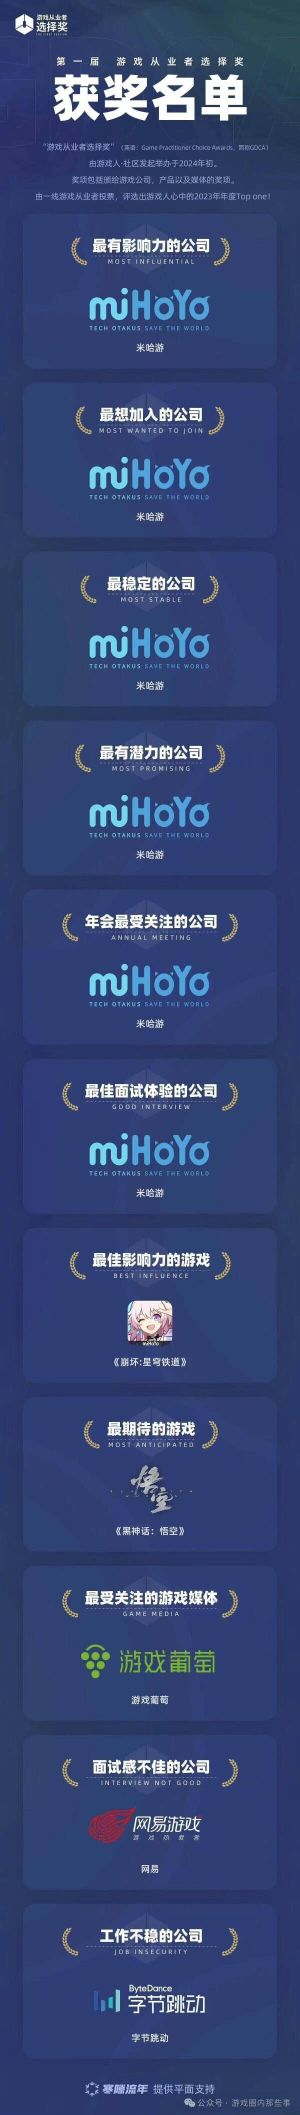 游戏从业者
选择奖
THE FIRST SESSION
第一届 游戏从业者选择奖
获奖名单
“游戏从业者选择奖”（英语：Game Practitioner Choice Awards，简称GDCA）
由游戏人·社区发起举办于2024年初。
奖项包括颁给游戏公司，产品以及媒体的奖项。
由一线游戏从业者投票，评选出游戏人心中的2023年年度Top one！
最有影响力的公司
MOST INFLUENTIAL
miHoYo
TECH OTAKUS SAVE THE WORLD
米哈游
最想加入的公司
MOST WANTED TO JOIN
miHoYo
TECH OTAKUS SAVE THE WORLD
米哈游
最稳定的公司
MOST STABLE
miHoYo
TECH OTAKUS SAVE THE WORLD
米哈游
最有潜力的公司
MOST PROMISING
miHoYo
TECH OTAKUS SAVE THE WORLD
米哈游
年会最受关注的公司
ANNUAL MEETING
miHoYo
TECH OTAKUS SAVE THE WORLD
米哈游
最佳面试体验的公司
GOOD INTERVIEW
miHoYo
TECH OTAKUS SAVE THE WORLD
米哈游
最佳影响力的游戏
BEST INFLUENCE
miHoYo
《崩坏:星穹铁道》
最期待的游戏
MOST ANTICIPATED
悟空
《黑神话：悟空》
最受关注的游戏媒体
GAME MEDIA
游戏葡萄
游戏葡萄
面试感不佳的公司
INTERVIEW NOT GOOD
网易游戏
游戏热爱者
网易
工作不稳的公司
JOB INSECURITY
ByteDance
字节跳动
字节跳动
寒曈流年 提供平面支持
公众号 · 游戏圈内那些事